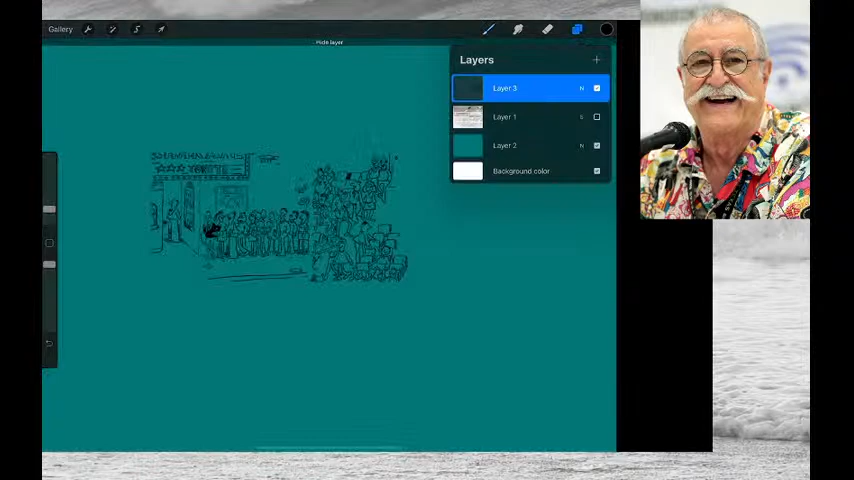 Gallery
Hide layer
Layers
Layer 3 N
Layer 1 S
Layer 2 N
Background color